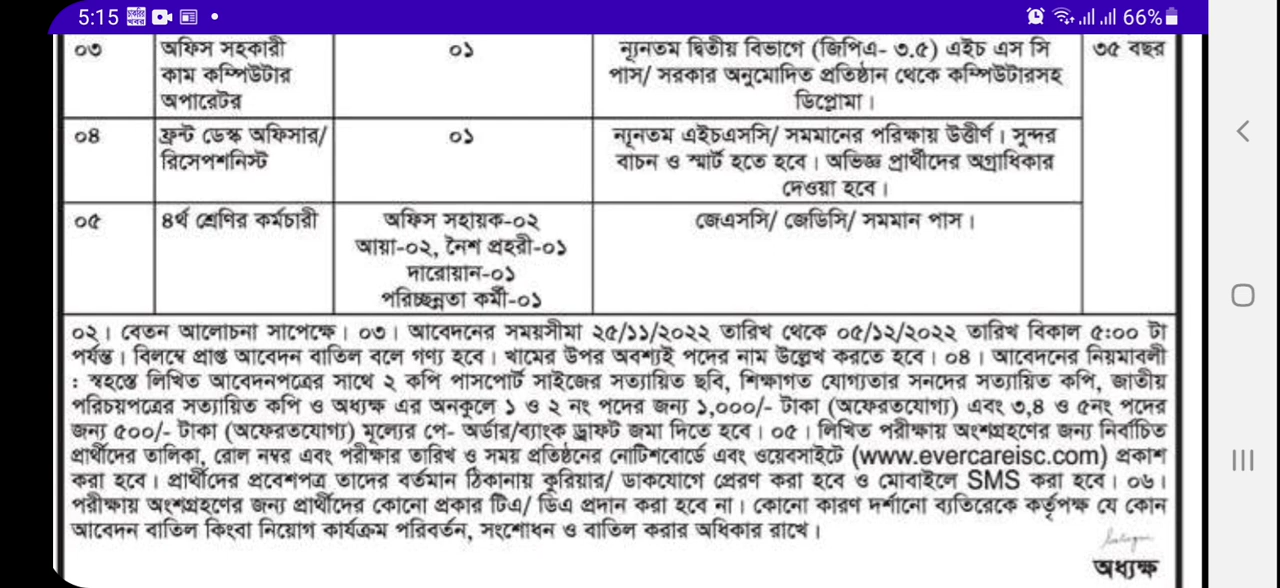 5:15 66%
০৩ অফিস সহকারী ০১ ন্যূনতম দ্বিতীয় বিভাগে (জিপিএ- ৩.৫) এইচ এস সি ৩৫ বছর
কাম কম্পিউটার পাস/ সরকার অনুমোদিত প্রতিষ্ঠান থেকে কম্পিউটারসহ
অপারেটর ডিপ্লোমা।
০৪ ফ্রন্ট ডেস্ক অফিসার/ ০১ ন্যূনতম এইচএসসি/ সমমানের পরিক্ষায় উত্তীর্ণ। সুন্দর
রিসেপশনিস্ট বাচন ও স্মার্ট হতে হবে। অভিজ্ঞ প্রার্থীদের অগ্রাধিকার
দেওয়া হবে।
০৫ ৪র্থ শ্রেণির কর্মচারী অফিস সহায়ক-০২ জেএসসি/ জেডিসি/ সমমান পাস।
আয়া-০২, নৈশ প্রহরী-০১
দারোয়ান-০১
পরিচ্ছন্নতা কর্মী-০১
০২। বেতন আলোচনা সাপেক্ষে। ০৩। আবেদনের সময়সীমা ২৫/১১/২০২২ তারিখ থেকে ০৫/১২/২০২২ তারিখ বিকাল ৫:০০ টা
পর্যন্ত। বিলম্বে প্রাপ্ত আবেদন বাতিল বলে গণ্য হবে। খামের উপর অবশ্যই পদের নাম উল্লেখ করতে হবে। ০৪। আবেদনের নিয়মাবলী
: স্বহস্তে লিখিত আবেদনপত্রের সাথে ২ কপি পাসপোর্ট সাইজের সত্যায়িত ছবি, শিক্ষাগত যোগ্যতার সনদের সত্যায়িত কপি, জাতীয়
পরিচয়পত্রের সত্যায়িত কপি ও অধ্যক্ষ এর অনকুলে ১ ও ২ নং পদের জন্য ১,০০০/- টাকা (অফেরতযোগ্য) এবং ৩,৪ ও ৫নং পদের
জন্য ৫০০/- টাকা (অফেরতযোগ্য) মূল্যের পে- অর্ডার/ব্যাংক ড্রাফট জমা দিতে হবে। ০৫। লিখিত পরীক্ষায় অংশগ্রহণের জন্য নির্বাচিত
প্রার্থীদের তালিকা, রোল নম্বর এবং পরীক্ষার তারিখ ও সময় প্রতিষ্ঠানের নোটিশবোর্ডে এবং ওয়েবসাইটে (www.evercareisc.com) প্রকাশ
করা হবে। প্রার্থীদের প্রবেশপত্র তাদের বর্তমান ঠিকানায় কুরিয়ার/ ডাকযোগে প্রেরণ করা হবে ও মোবাইলে SMS করা হবে। ০৬।
পরীক্ষায় অংশগ্রহণের জন্য প্রার্থীদের কোনো প্রকার টিএ/ ডিএ প্রদান করা হবে না। কোনো কারণ দর্শানো ব্যতিরেকে কর্তৃপক্ষ যে কোন
আবেদন বাতিল কিংবা নিয়োগ কার্যক্রম পরিবর্তন, সংশোধন ও বাতিল করার অধিকার রাখে।
অধ্যক্ষ